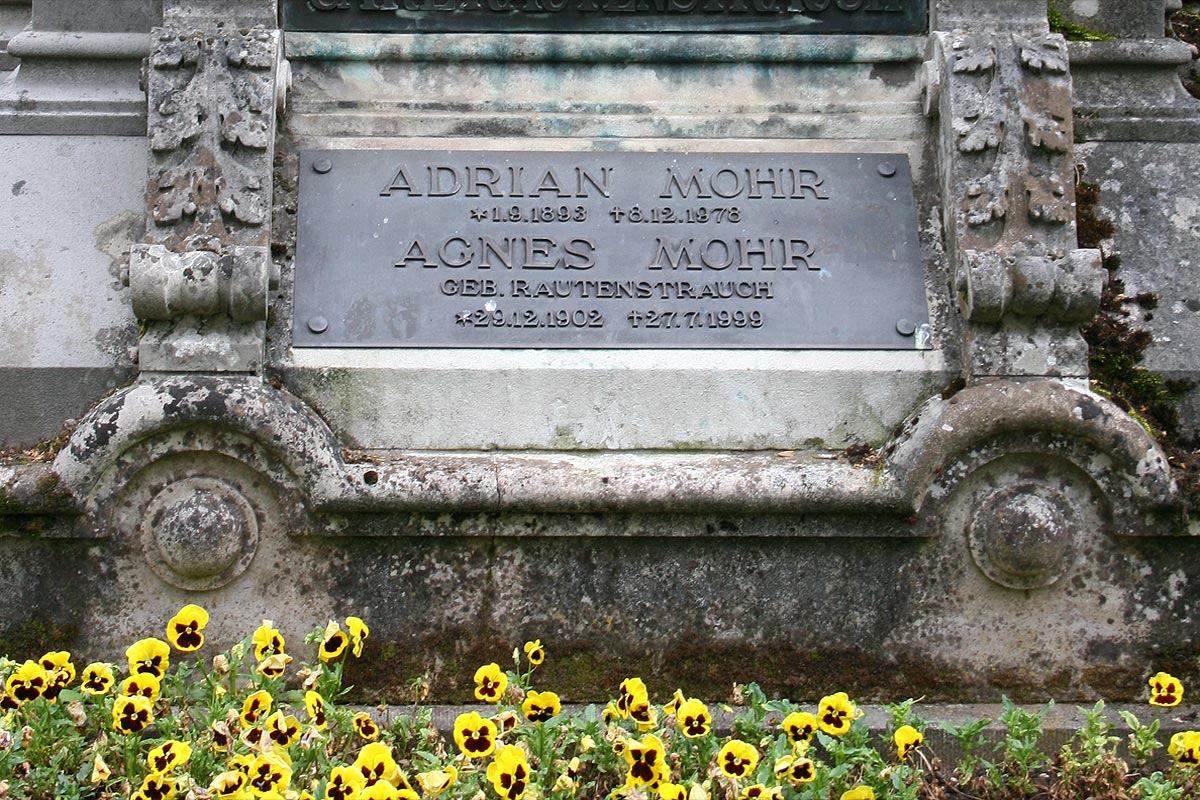 ADRIAN MOHR
*1.9.1893 †8.12.1978
AGNES MOHR
GEB. RAUTENSTRAUCH
*29.12.1902 †27.7.1999